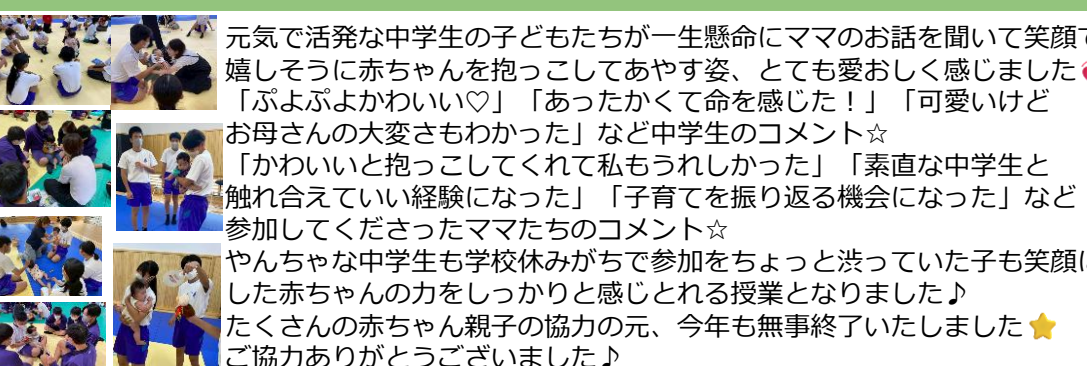 元気で活発な中学生の子どもたちが一生懸命にママのお話を聞いて笑顔で
嬉しそうに赤ちゃんを抱っこしてあやす姿、とても愛おしく感じました
「ぷよぷよかわいい♡」「あったかくて命を感じた！」「可愛いけど
お母さんの大変さもわかった」など中学生のコメント☆
「かわいいと抱っこしてくれて私もうれしかった」「素直な中学生と
触れ合えていい経験になった」「子育てを振り返る機会になった」など
参加してくださったママたちのコメント☆
やんちゃな中学生も学校休みがちで参加をちょっと渋っていた子も笑顔に
した赤ちゃんの力をしっかりと感じとれる授業となりました♪
たくさんの赤ちゃん親子の協力の元、今年も無事終了いたしました⭐
ご協力ありがとうございました♪